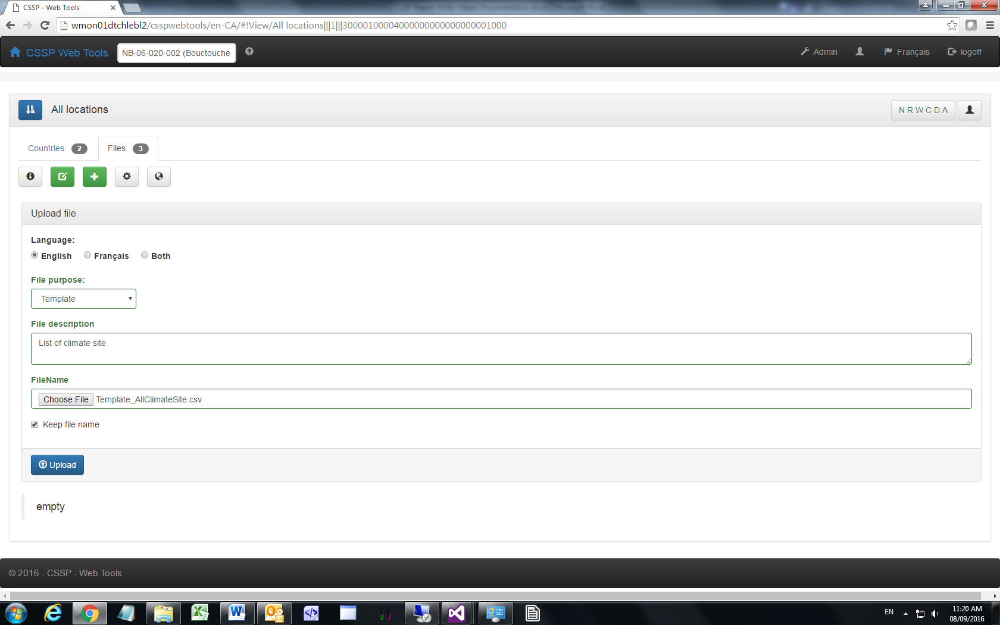 CSSP - Web Tools
wmon01dtchlebl2/csspwebtools/en-CA/#!View/All locations|||1|||30000100004000000000000000001000
CSSP Web Tools NB-06-020-002 (Bouctouche Admin Français logoff
All locations N R W C D A
Countries 2 Files 3
Upload file
Language:
English Français Both
File purpose:
Template
File description
List of climate site
FileName
Choose File Template_AllClimateSite.csv
Keep file name
Upload
empty
© 2016 - CSSP - Web Tools
EN 11:20 AM
08/09/2016